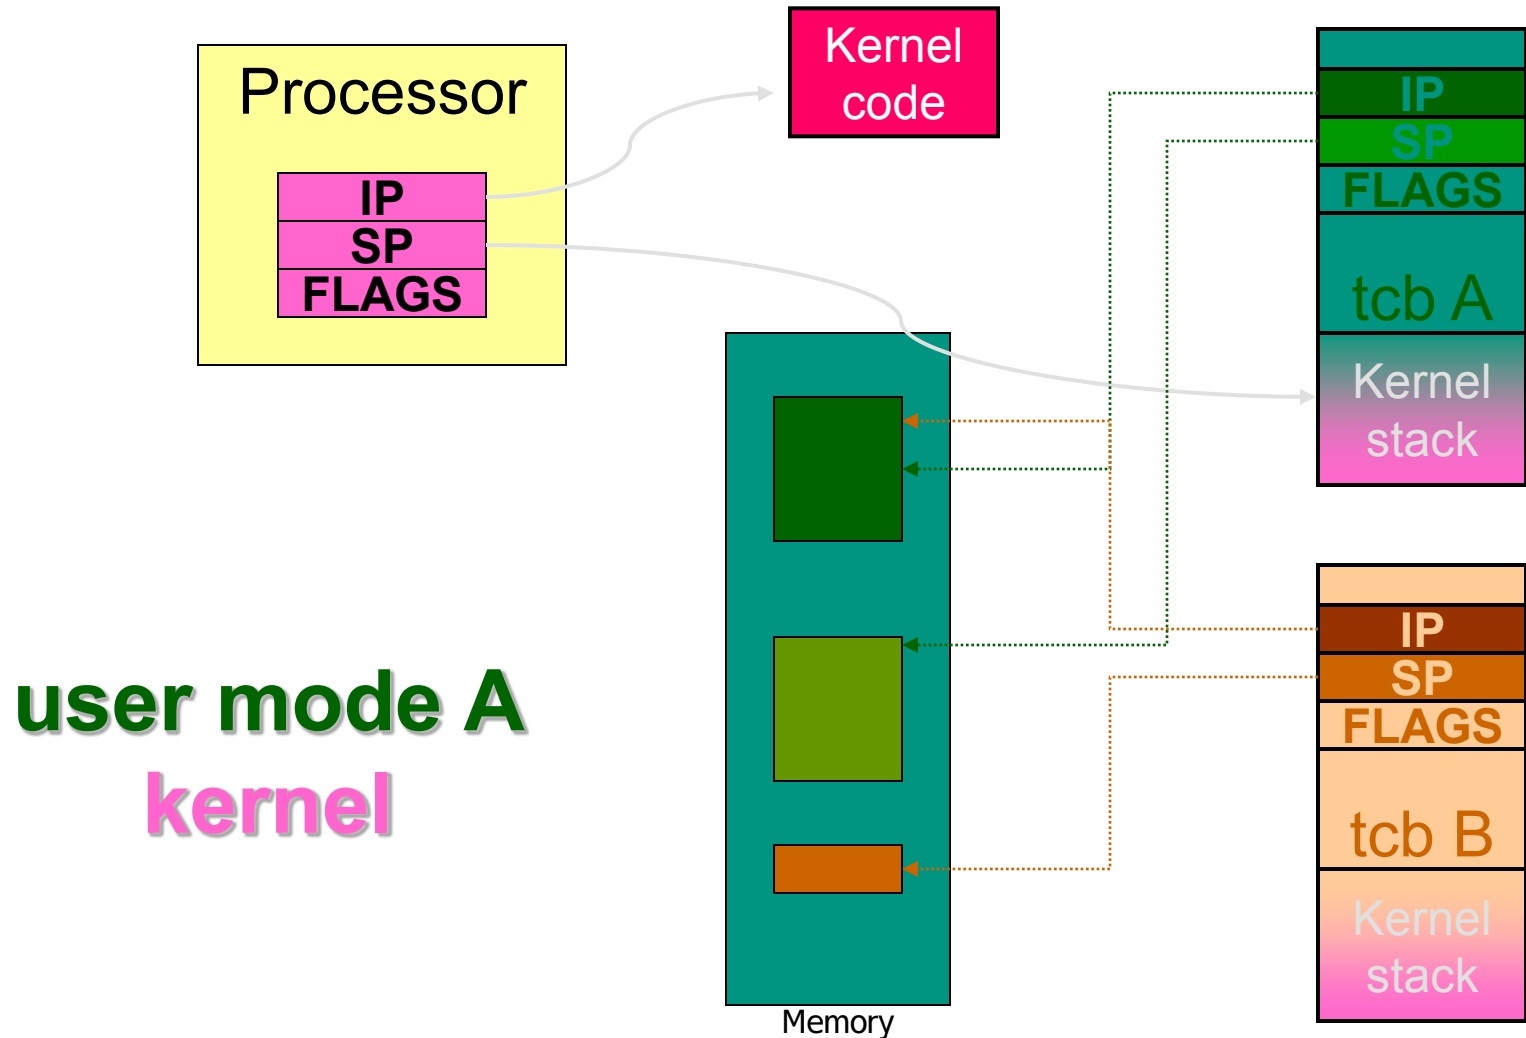 Processor
IP
SP
FLAGS
Kernel
code
IP
SP
FLAGS
tcb A
Kernel
stack
user mode A
kernel
IP
SP
FLAGS
tcb B
Kernel
stack
Memory